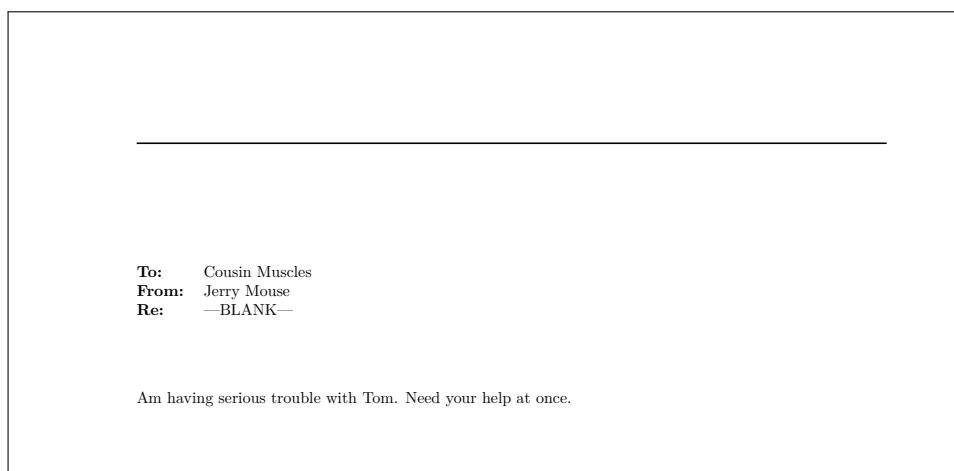 To: Cousin Muscles
From: Jerry Mouse
Re: —BLANK—
Am having serious trouble with Tom. Need your help at once.